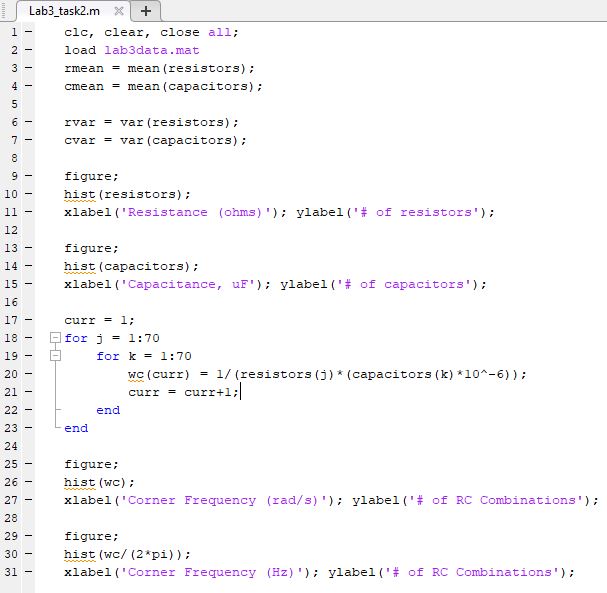 Lab3_task2.m × +
1 - clc, clear, close all;
2 - load lab3data.mat
3 - rmean = mean(resistors);
4 - cmean = mean(capacitors);
5
6 - rvar = var(resistors);
7 - cvar = var(capacitors);
8
9 - figure;
10 - hist(resistors);
11 - xlabel('Resistance (ohms)'); ylabel('# of resistors');
12
13 - figure;
14 - hist(capacitors);
15 - xlabel('Capacitance, uF'); ylabel('# of capacitors');
16
17 - curr = 1;
18 - for j = 1:70
19 - for k = 1:70
20 - wc(curr) = 1/(resistors(j)*(capacitors(k)*10^-6));
21 - curr = curr+1;
22 - end
23 - end
24
25 - figure;
26 - hist(wc);
27 - xlabel('Corner Frequency (rad/s)'); ylabel('# of RC Combinations');
28
29 - figure;
30 - hist(wc/(2*pi));
31 - xlabel('Corner Frequency (Hz)'); ylabel('# of RC Combinations');